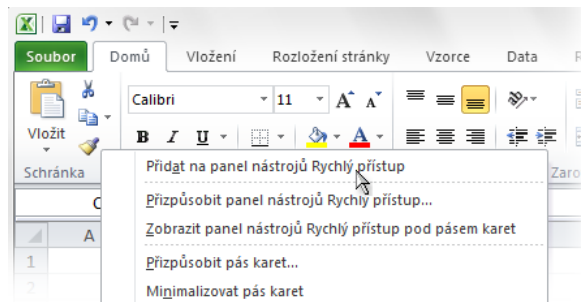 Soubor Domů Vložení Rozložení stránky Vzorce Data
Calibri 11 A A
Vložit B I U A
Schránka
Přidat na panel nástrojů Rychlý přístup
Přizpůsobit panel nástrojů Rychlý přístup...
Zobrazit panel nástrojů Rychlý přístup pod pásem karet
A
1
Přizpůsobit pás karet...
2
Minimalizovat pás karet